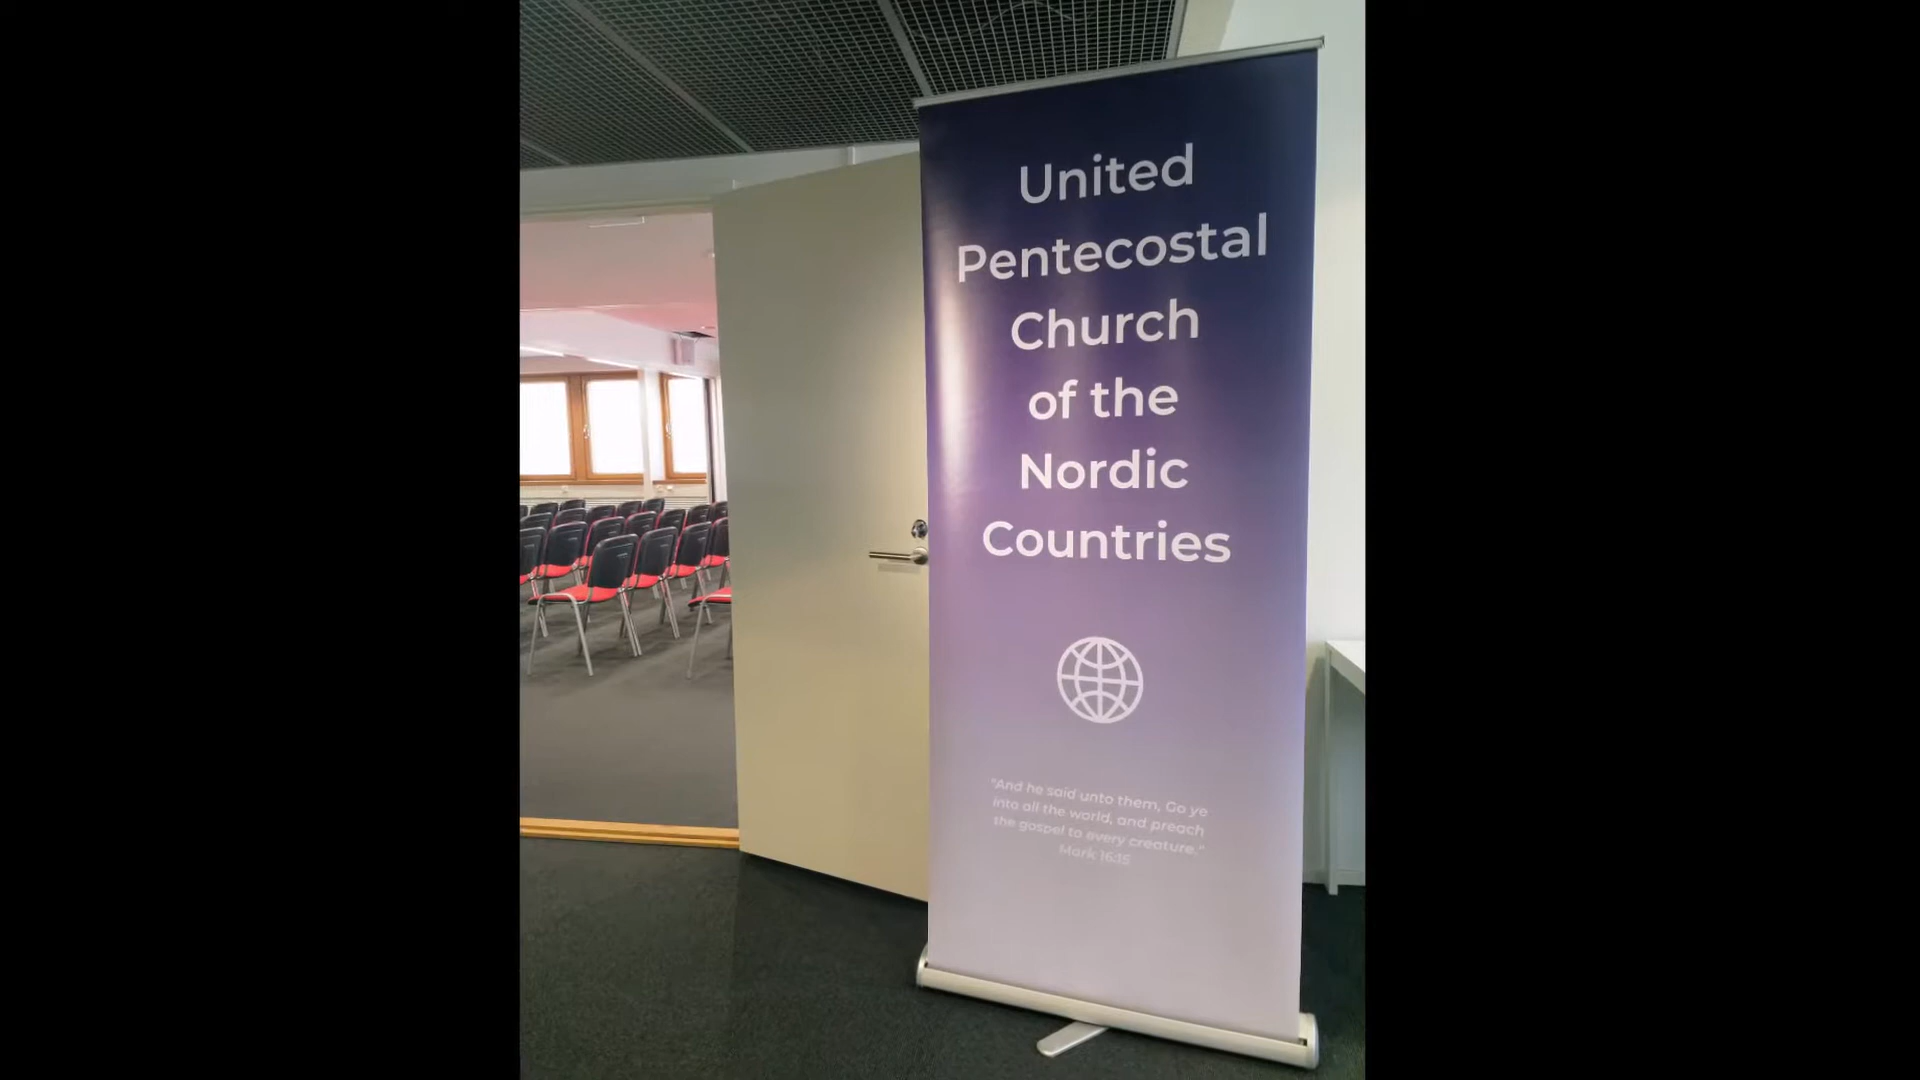 United
Pentecostal
Church
of the
Nordic
Countries
"And he said unto them, Go ye
into all the world, and preach
the gospel to every creature."
Mark 16:15